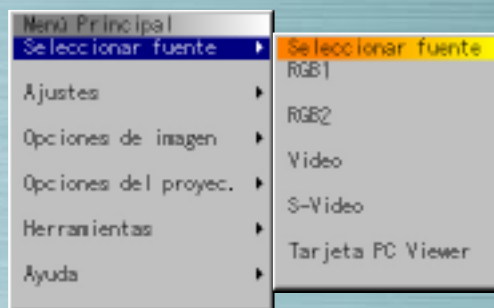 Menú Principal
Seleccionar fuente
Ajustes
Opciones de imagen
Opciones del proyec.
Herramientas
Ayuda
Seleccionar fuente
RGB1
RGB2
Video
S-Video
Tarjeta PC Viewer